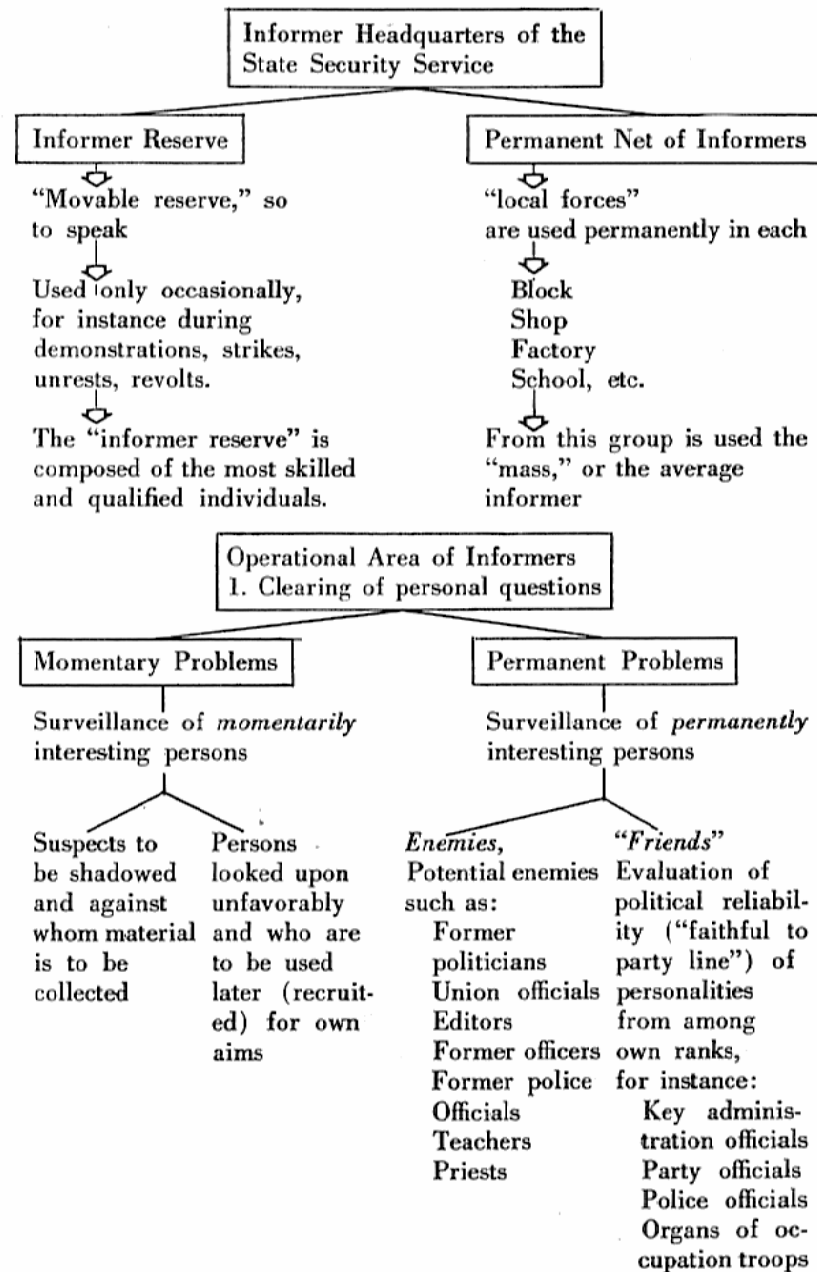 Informer Headquarters of the
State Security Service
Informer Reserve
“Movable reserve,” so
to speak
Used only occasionally,
for instance during
demonstrations, strikes,
unrests, revolts.
The “informer reserve” is
composed of the most skilled
and qualified individuals.
Permanent Net of Informers
“local forces”
are used permanently in each
Block
Shop
Factory
School, etc.
From this group is used the
“mass,” or the average
informer
Operational Area of Informers
1. Clearing of personal questions
Momentary Problems
Surveillance of momentarily
interesting persons
Suspects to
be shadowed
and against
whom material
is to be
collected
Persons
looked upon
unfavorably
and who are
to be used
later (recruit-
ed) for own
aims
Permanent Problems
Surveillance of permanently
interesting persons
Enemies,
Potential enemies
such as:
Former
politicians
Union officials
Editors
Former officers
Former police
Officials
Teachers
Priests
“Friends”
Evaluation of
political reliabil-
ity (“faithful to
party line”) of
personalities
from among
own ranks,
for instance:
Key adminis-
tration officials
Party officials
Police officials
Organs of oc-
cupation troops